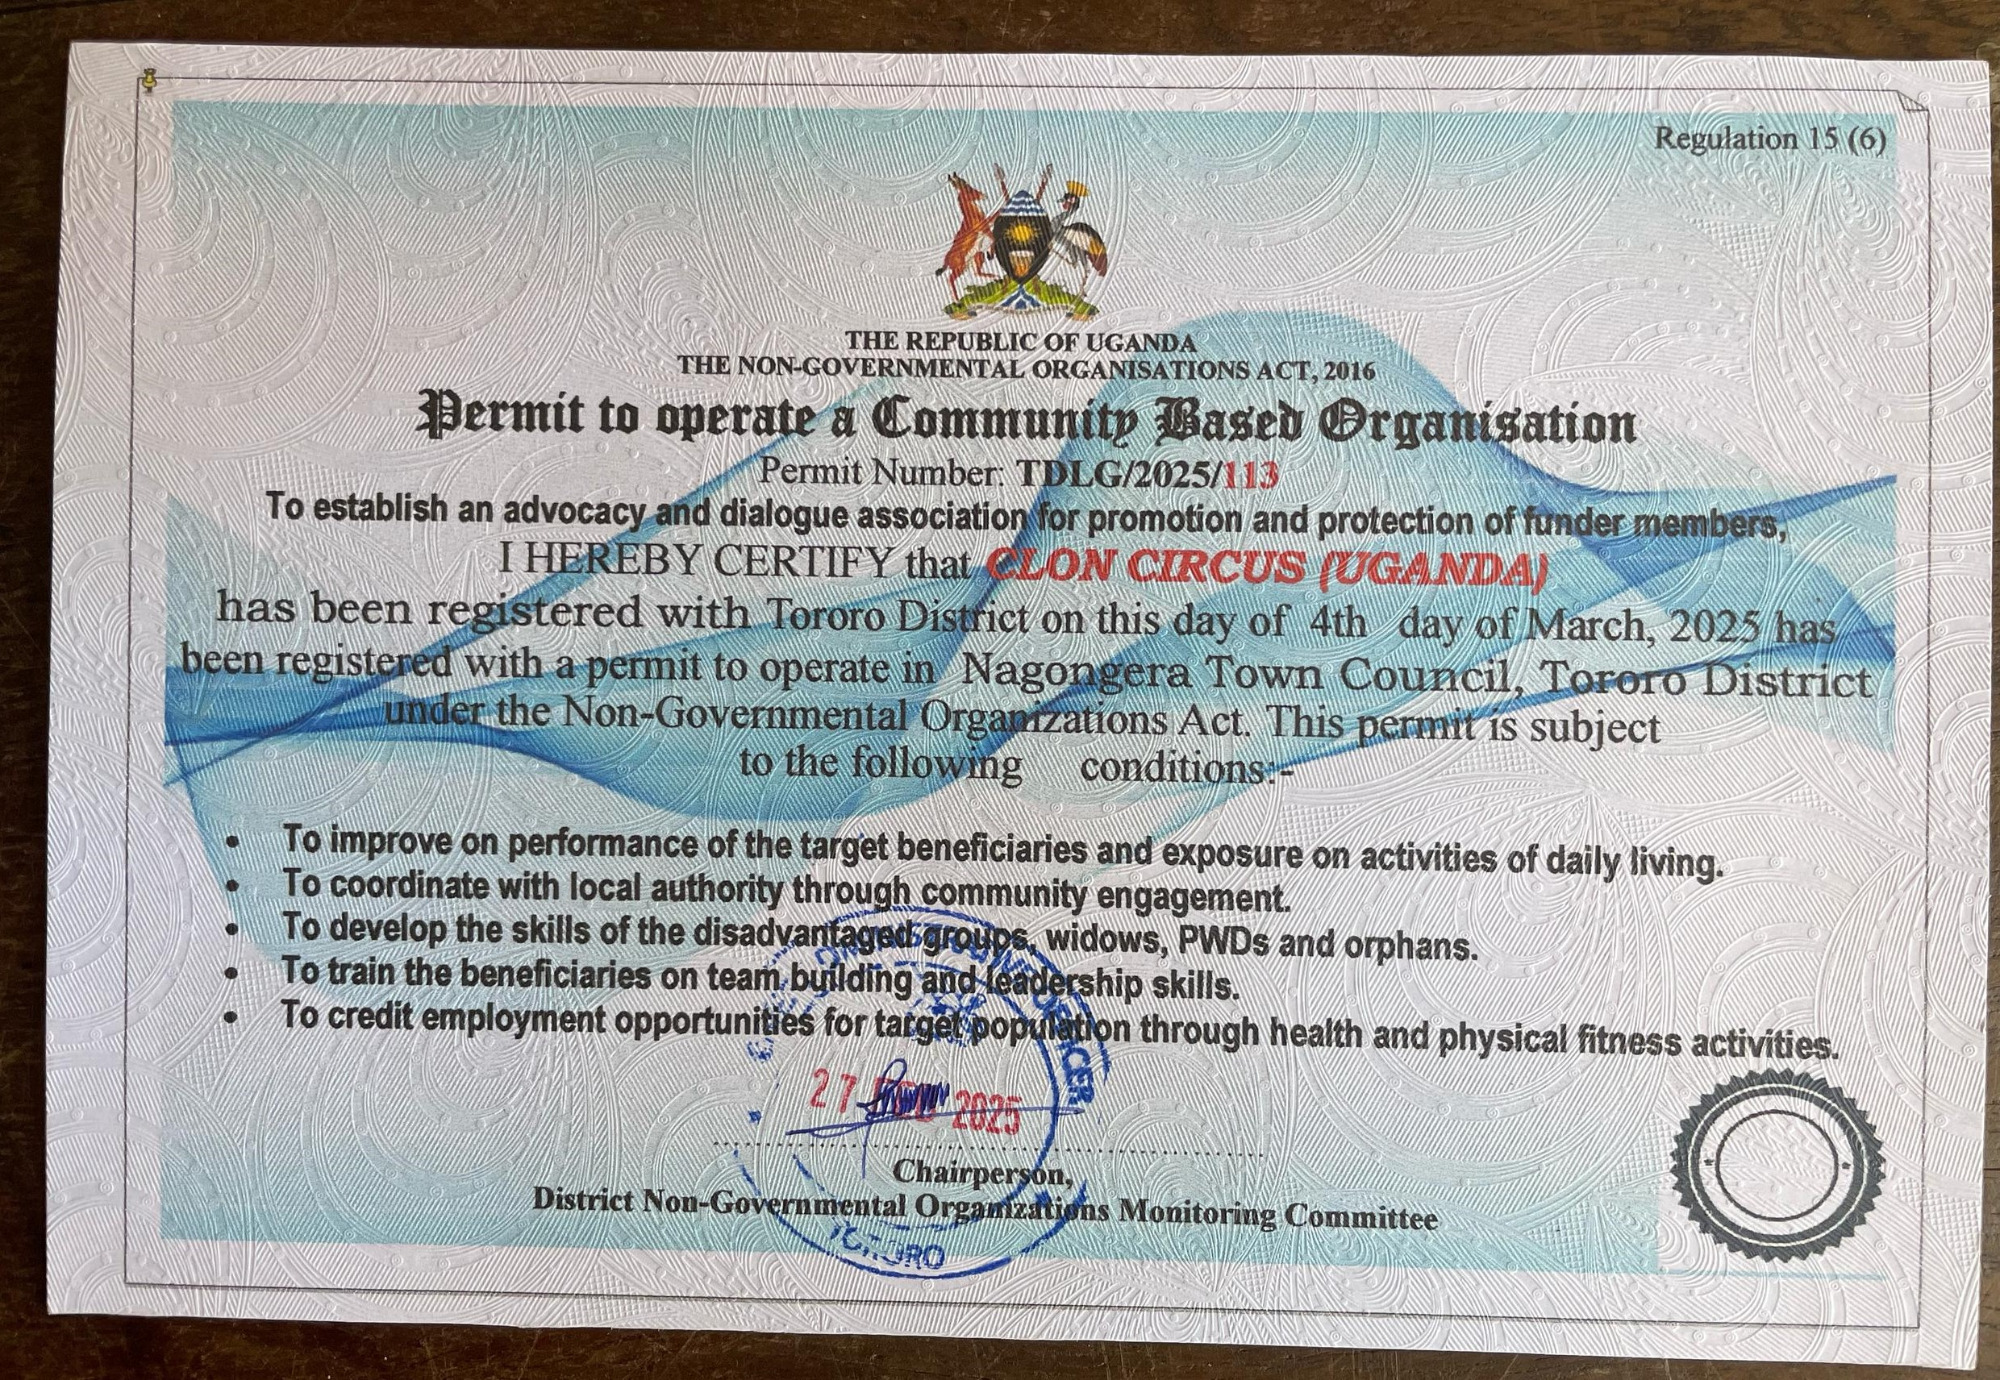 Regulation 15 (6)
THE REPUBLIC OF UGANDA
THE NON-GOVERNMENTAL ORGANISATIONS ACT, 2016
Permit to operate a Community Based Organisation
Permit Number: TDLG/2025/113
To establish an advocacy and dialogue association for promotion and protection of funder members,
I HEREBY CERTIFY that CLON CIRCUS (UGANDA)
has been registered with Tororo District on this day of 4th day of March, 2025 has
been registered with a permit to operate in Nagongera Town Council, Tororo District
under the Non-Governmental Organizations Act. This permit is subject
to the following conditions:-
• To improve on performance of the target beneficiaries and exposure on activities of daily living.
• To coordinate with local authority through community engagement.
• To develop the skills of the disadvantaged groups, widows, PWDs and orphans.
• To train the beneficiaries on team building and leadership skills.
• To credit employment opportunities for target population through health and physical fitness activities.
27 2025
Chairperson,
District Non-Governmental Organizations Monitoring Committee
TORORO